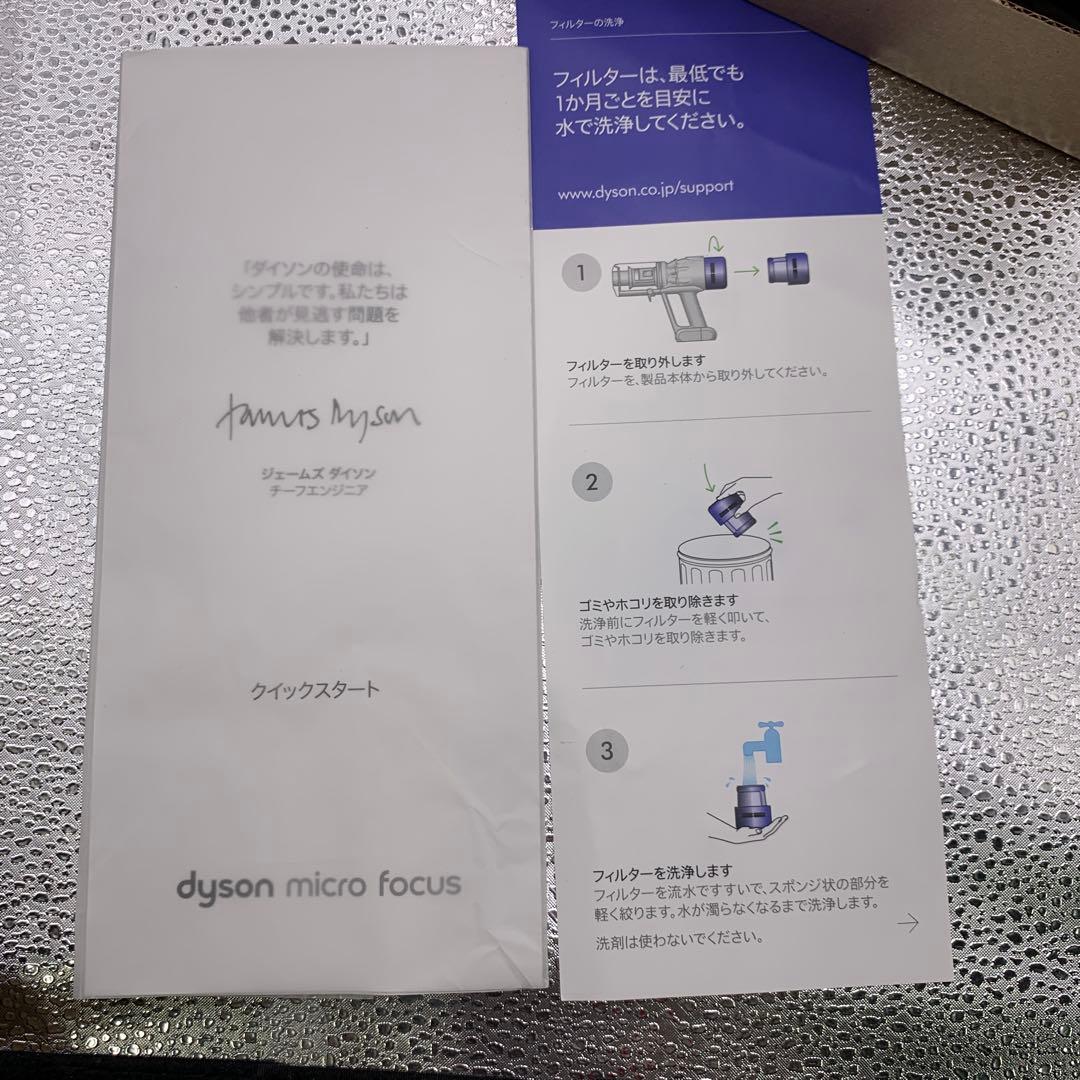 「ダイソンの使命は、
シンプルです。私たちは
他者が見逃す問題を
解決します。」
James Dyson
ジェームズ ダイソン
チーフエンジニア
クイックスタート
dyson micro focus
フィルターの洗浄
フィルターは、最低でも
1か月ごとを目安に
水で洗浄してください。
www.dyson.co.jp/support
1
フィルターを取り外します
フィルターを、製品本体から取り外してください。
2
ゴミやホコリを取り除きます
洗浄前にフィルターを軽く叩いて、
ゴミやホコリを取り除きます。
3
フィルターを洗浄します
フィルターを流水ですすいで、スポンジ状の部分を
軽く絞ります。水が濁らなくなるまで洗浄します。
洗剤は使わないでください。